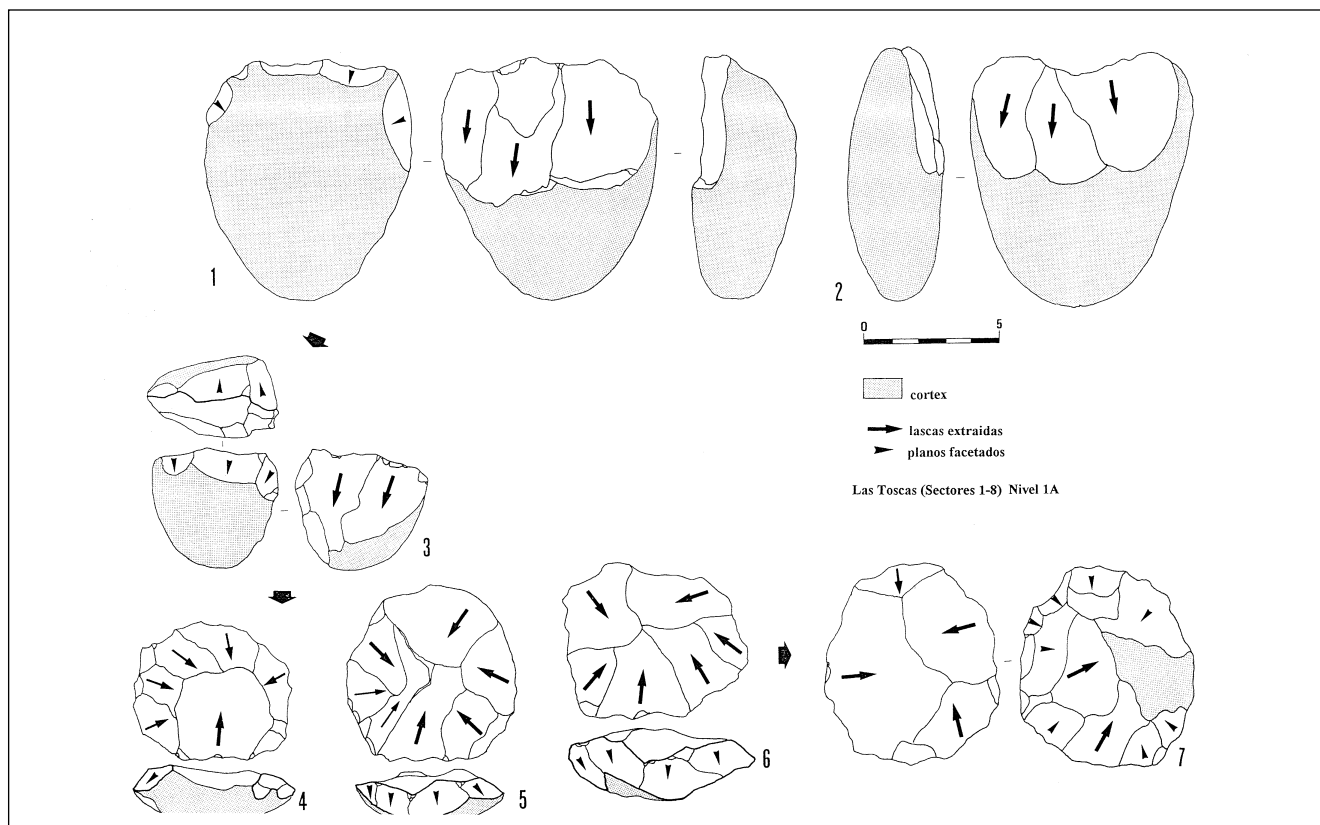 1
2
0 5
cortex
lascas extraidas
planos facetados
Las Toscas (Sectores 1-8) Nivel 1A
3
4
5
6
7